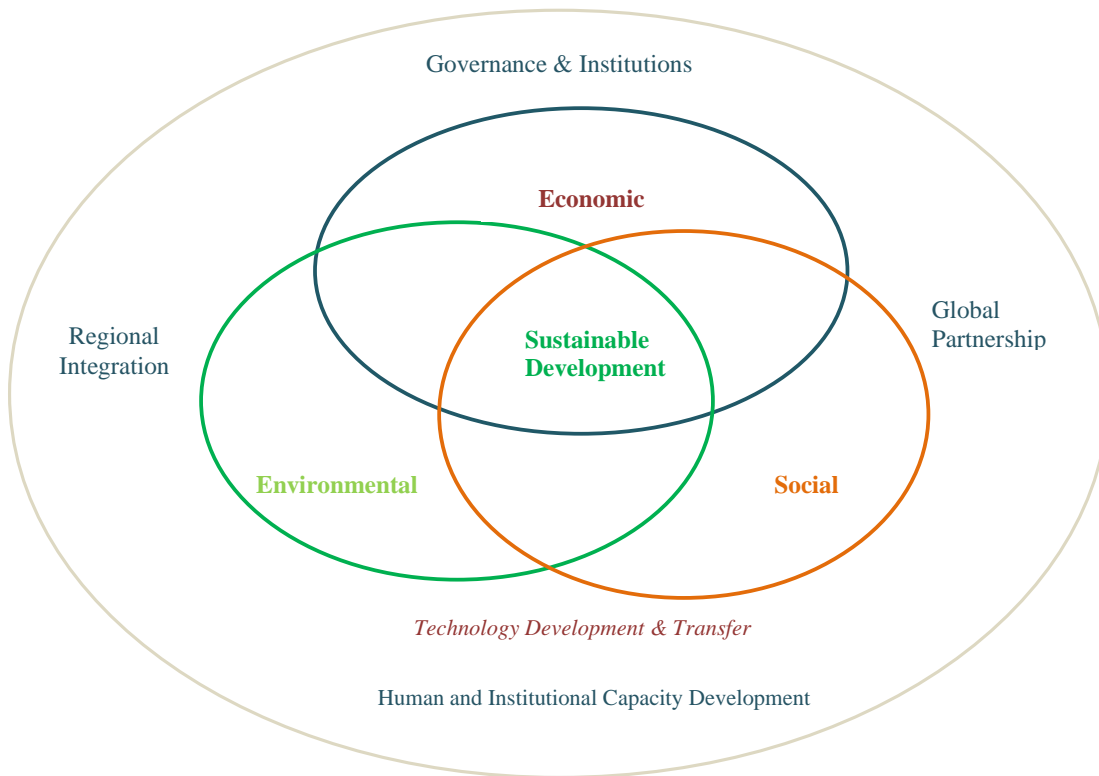 Governance & Institutions
Economic
Regional
Integration
Global
Partnership
Sustainable
Development
Environmental
Social
Technology Development & Transfer
Human and Institutional Capacity Development